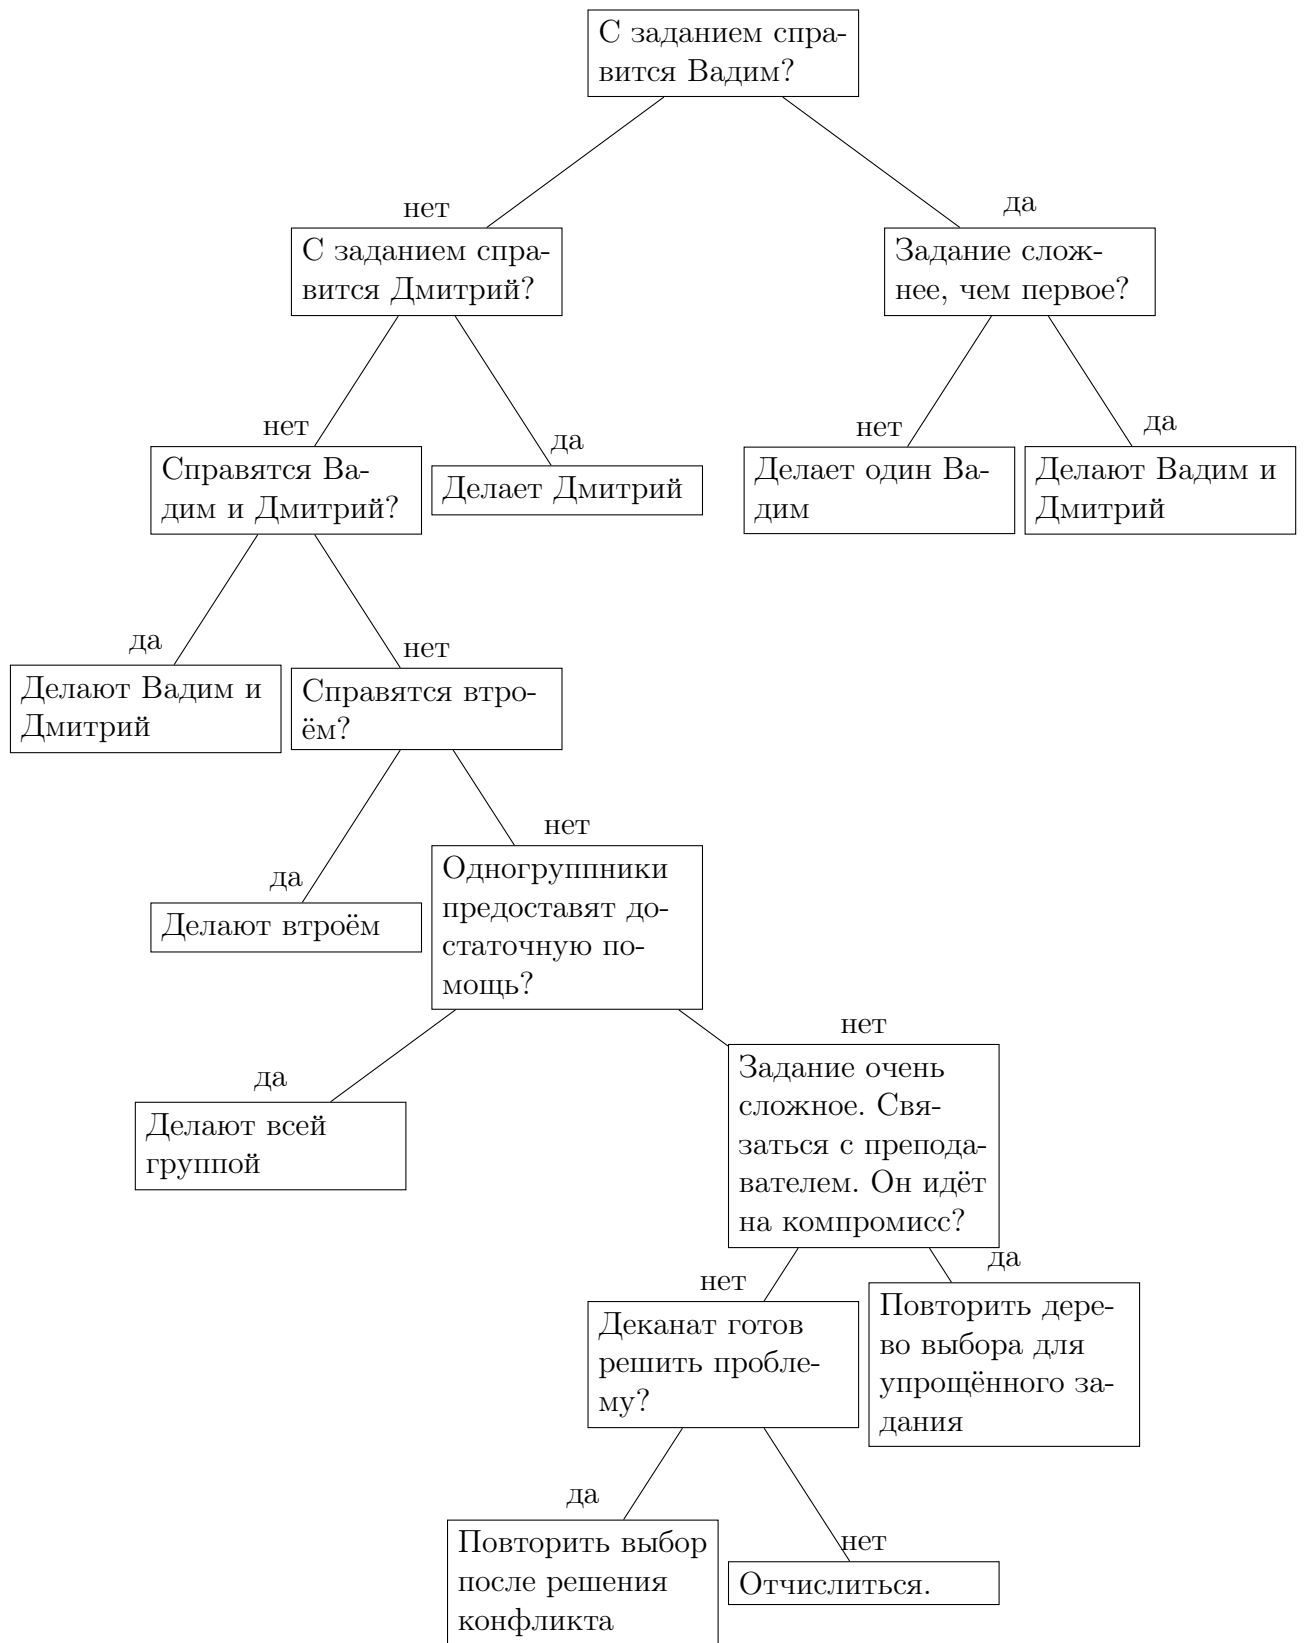 С заданием спра-
вится Вадим?
нет
да
С заданием спра-
вится Дмитрий?
Задание слож-
нее, чем первое?
нет
да
нет
да
Справятся Ва-
дим и Дмитрий?
Делает Дмитрий
Делает один Ва-
дим
Делают Вадим и
Дмитрий
да
нет
Делают Вадим и
Дмитрий
Справятся втро-
ём?
да
нет
Делают втроём
Одногруппники
предоставят до-
статочную по-
мощь?
да
нет
Делают всей
группой
Задание очень
сложное. Свя-
заться с препода-
вателем. Он идёт
на компромисс?
нет
да
Деканат готов
решить пробле-
му?
Повторить дере-
во выбора для
упрощённого за-
дания
да
нет
Повторить выбор
после решения
конфликта
Отчислиться.